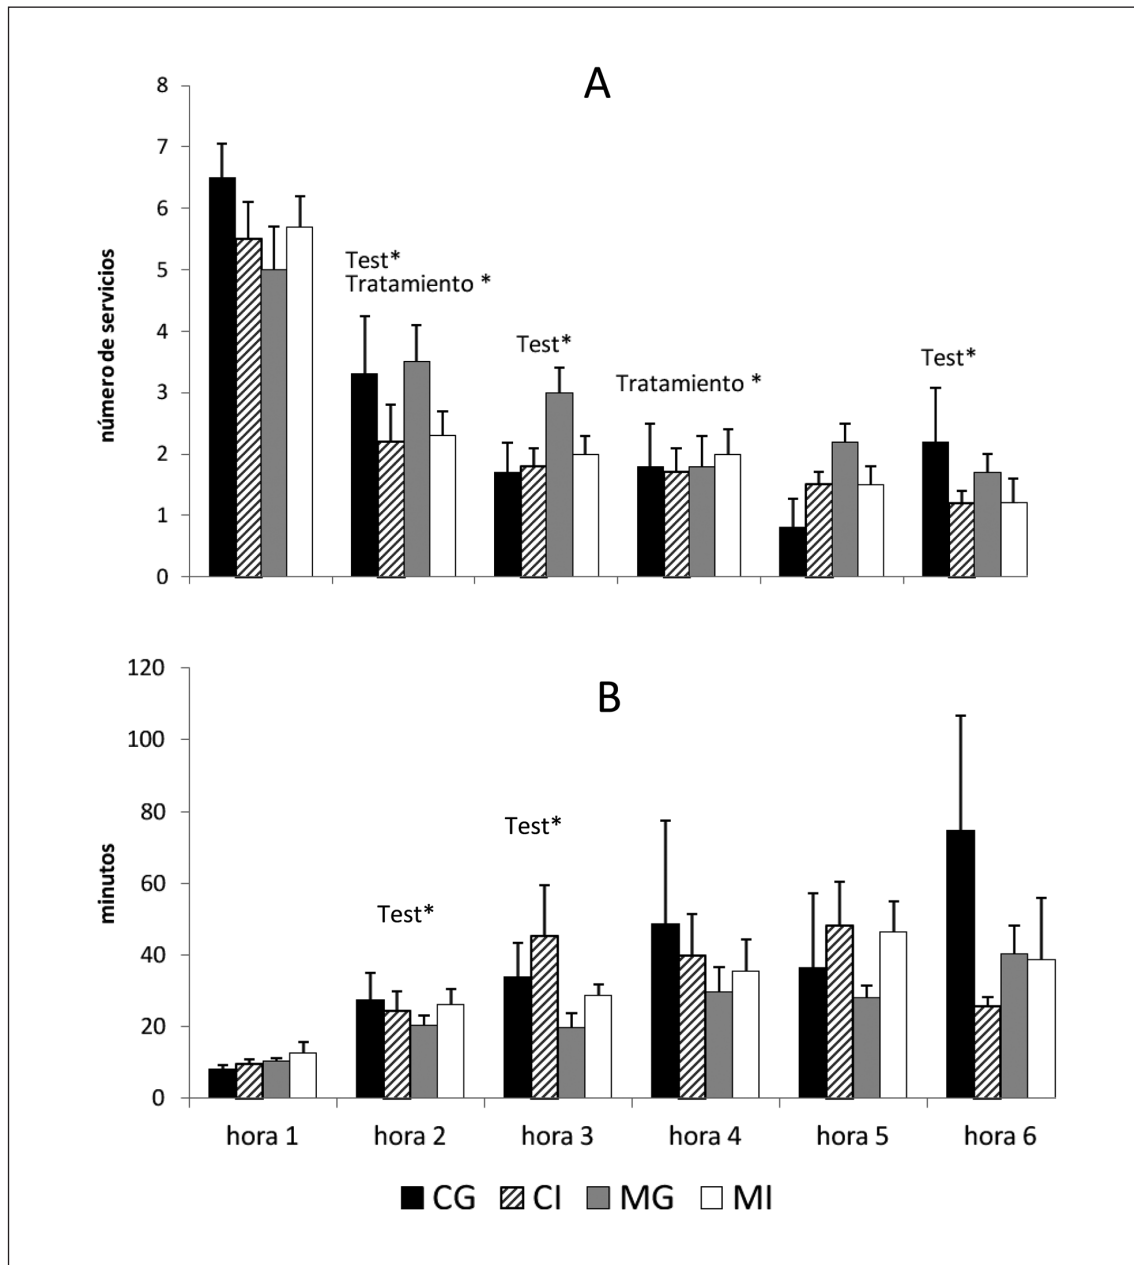 A
8
7
6
5
4
3
2
1
0
número de servicios
Test*
Tratamiento *
Test*
Tratamiento *
Test*
B
120
100
80
60
40
20
0
minutos
Test*
Test*
hora 1 hora 2 hora 3 hora 4 hora 5 hora 6
CG CI MG MI